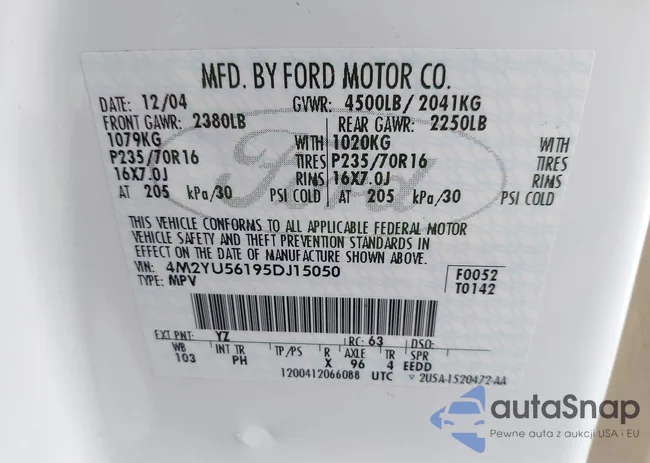 MFD. BY FORD MOTOR CO.
DATE: 12/04 GVWR: 4500LB/ 2041KG
FRONT GAWR: 2380LB REAR GAWR: 2250LB
1079KG WITH 1020KG WITH
P235/70R16 TIRES P235/70R16 TIRES
16X7.0J RIMS 16X7.0J RIMS
AT 205 kPa/30 PSI COLD AT 205 kPa/30 PSI COLD
Ford
THIS VEHICLE CONFORMS TO ALL APPLICABLE FEDERAL MOTOR
VEHICLE SAFETY AND THEFT PREVENTION STANDARDS IN
EFFECT ON THE DATE OF MANUFACTURE SHOWN ABOVE.
VIN: 4M2YU56195DJ15050 F0052
TYPE: MPV T0142
EXT PNT: YZ RC: 63 DSO:
WB INT TR TP/PS R AXLE TR SPR
103 PH X 96 4 EEDD
1200412066088 UTC 2U5A-1520472-AA
autoSnap
Pewne auta z aukcji USA i EU